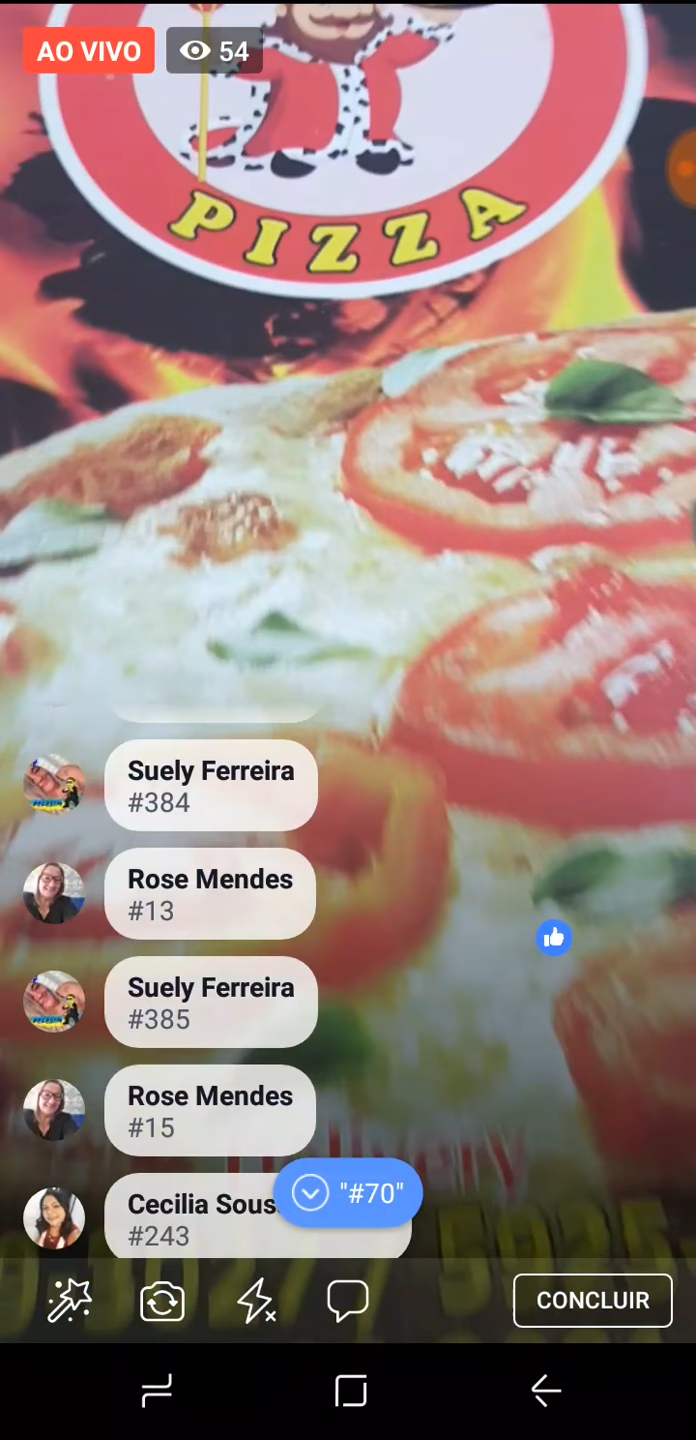 AO VIVO
54
PIZZA
Suely Ferreira
#384
Rose Mendes
#13
Suely Ferreira
#385
Rose Mendes
#15
Cecilia
#243
"#70"
CONCLUIR